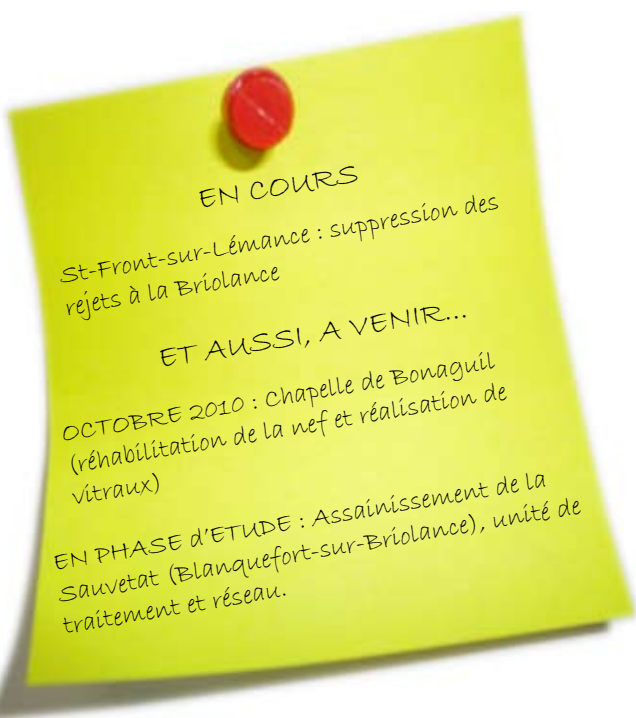 EN COURS
St-Front-sur-Lémance : suppression des
rejets à la Briolance
ET AUSSI, A VENIR...
OCTOBRE 2010 : Chapelle de Bonaguil
(réhabilitation de la nef et réalisation de
vitraux)
EN PHASE d'ETUDE : Assainissement de la
Sauvetat (Blanquefort-sur-Briolance), unité de
traitement et réseau.